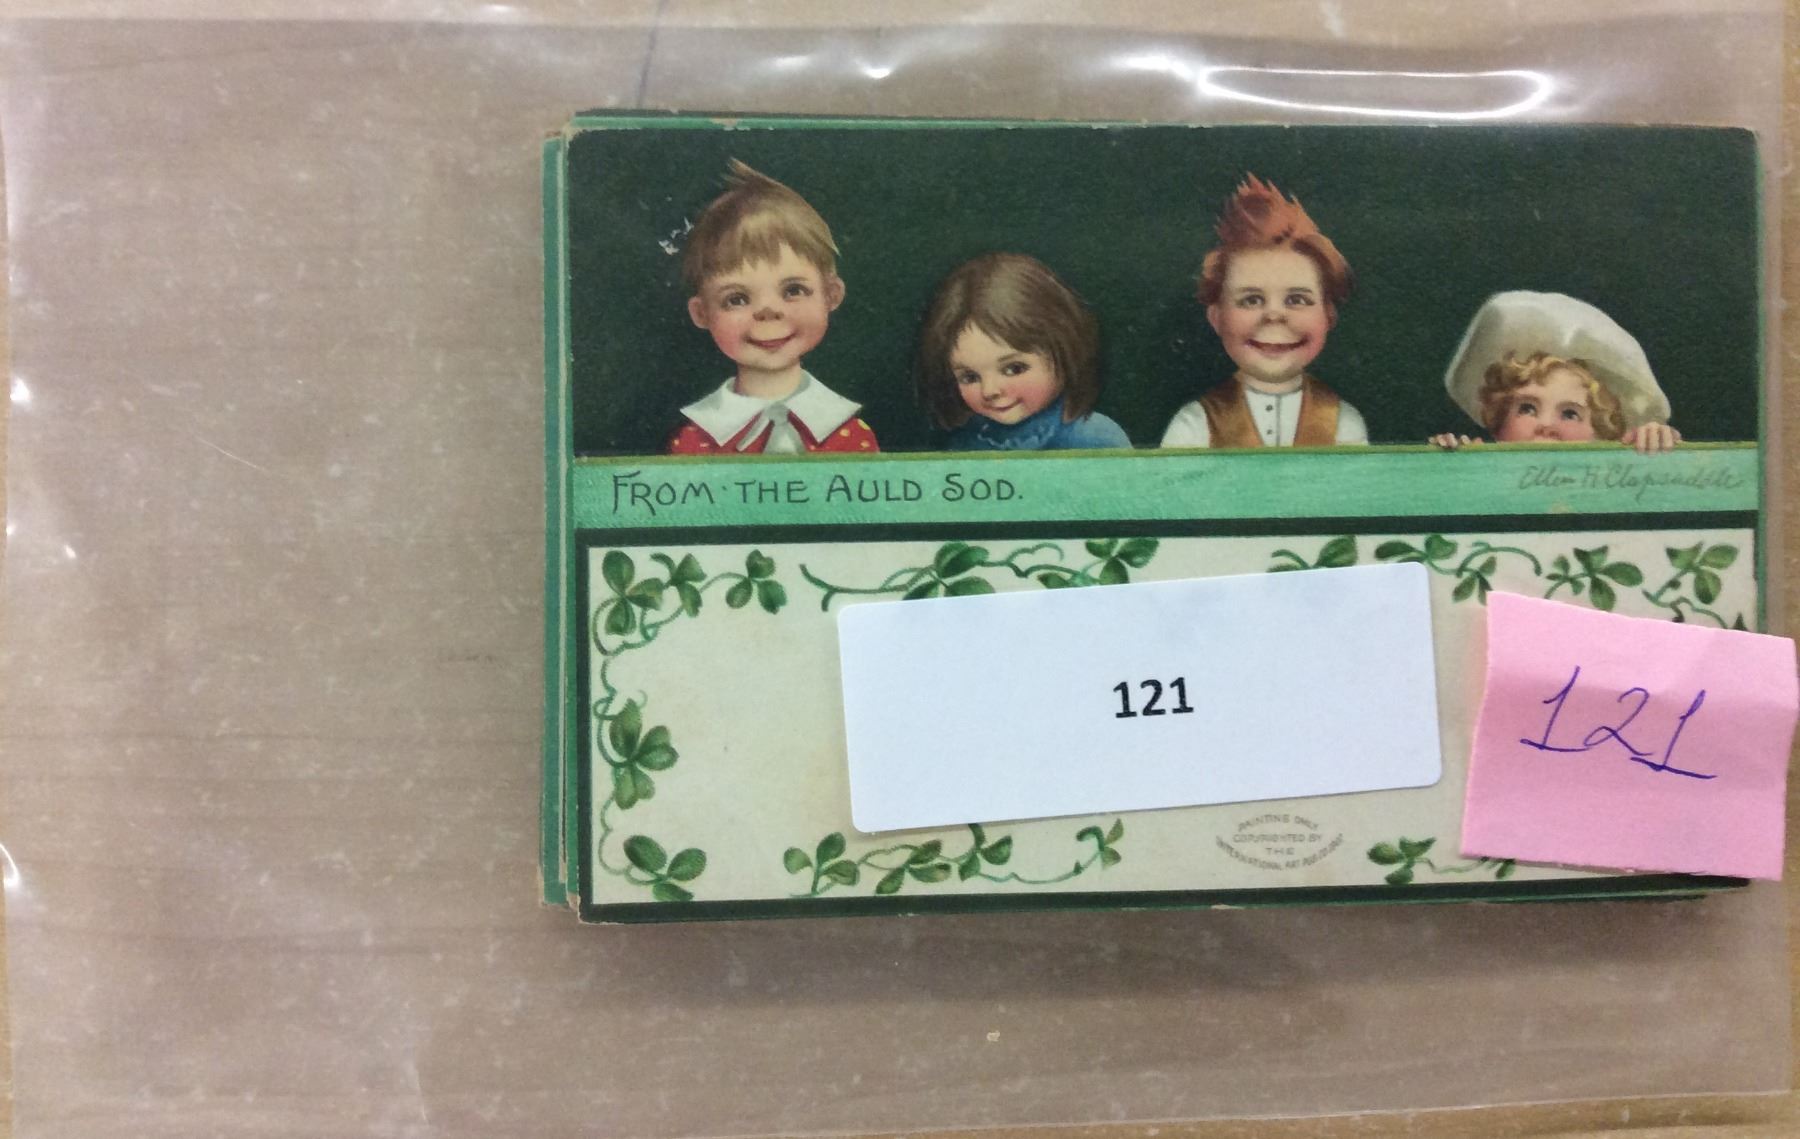 FROM·THE AULD SOD.
Ellen H Clapsaddle
121
121
PAINTING ONLY
COPYRIGHTED BY
THE
INTERNATIONAL ART PUB. CO.